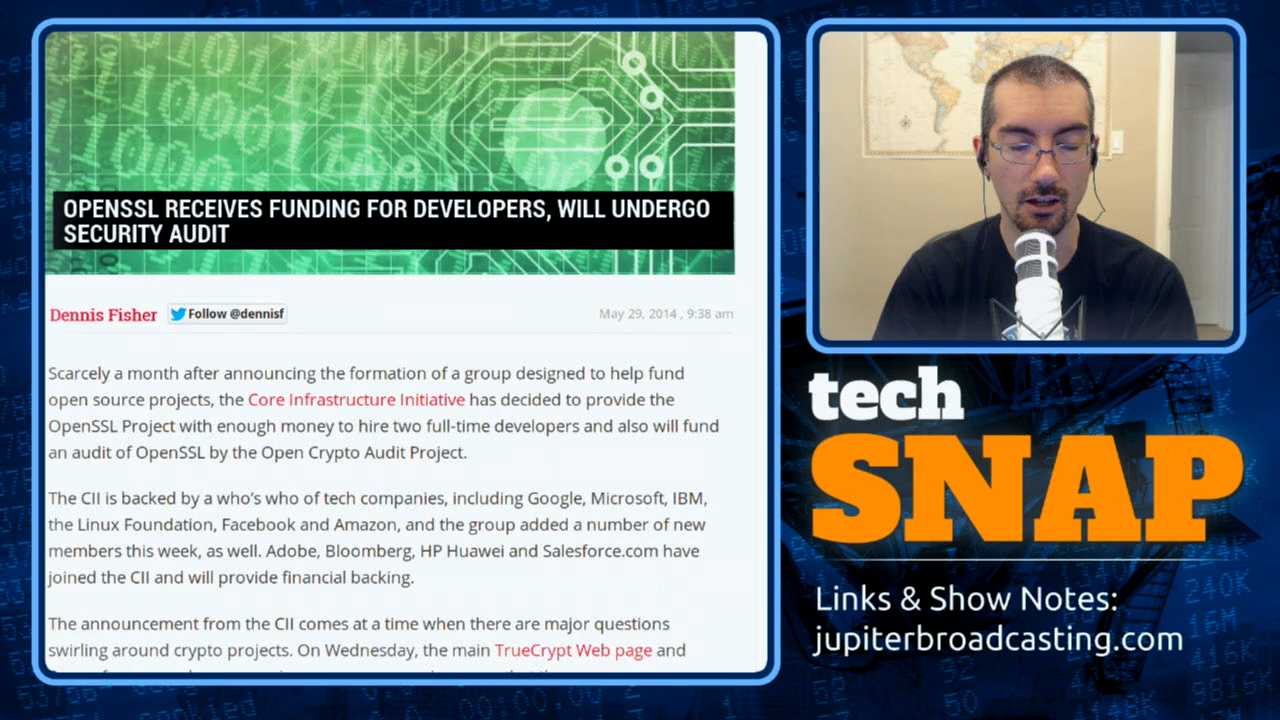 OPENSSL RECEIVES FUNDING FOR DEVELOPERS, WILL UNDERGO
SECURITY AUDIT
Dennis Fisher
Follow @dennisf
May 29, 2014 , 9:38 am
Scarcely a month after announcing the formation of a group designed to help fund
open source projects, the Core Infrastructure Initiative has decided to provide the
OpenSSL Project with enough money to hire two full-time developers and also will fund
an audit of OpenSSL by the Open Crypto Audit Project.
The CII is backed by a who’s who of tech companies, including Google, Microsoft, IBM,
the Linux Foundation, Facebook and Amazon, and the group added a number of new
members this week, as well. Adobe, Bloomberg, HP Huawei and Salesforce.com have
joined the CII and will provide financial backing.
The announcement from the CII comes at a time when there are major questions
swirling around crypto projects. On Wednesday, the main TrueCrypt Web page and
tech
SNAP
Links & Show Notes:
jupiterbroadcasting.com
240K
16M
9816K